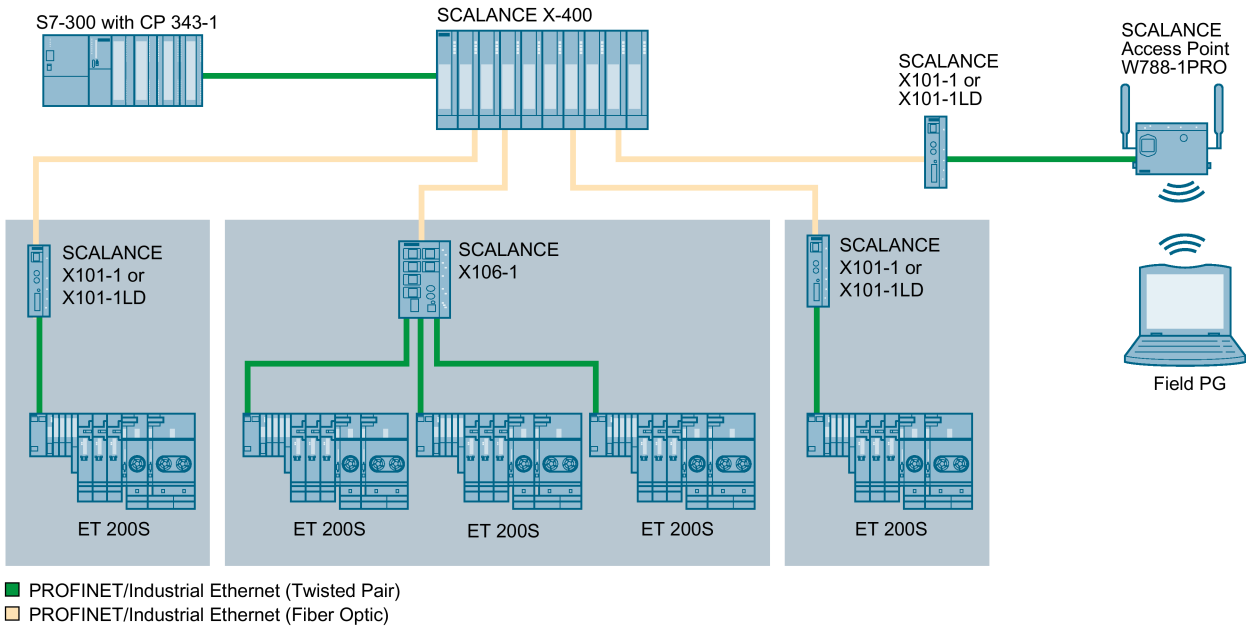 S7-300 with CP 343-1
SCALANCE X-400
SCALANCE
X101-1 or
X101-1LD
SCALANCE
Access Point
W788-1PRO
SCALANCE
X101-1 or
X101-1LD
SCALANCE
X106-1
SCALANCE
X101-1 or
X101-1LD
Field PG
ET 200S
ET 200S
ET 200S
ET 200S
ET 200S
PROFINET/Industrial Ethernet (Twisted Pair)
PROFINET/Industrial Ethernet (Fiber Optic)